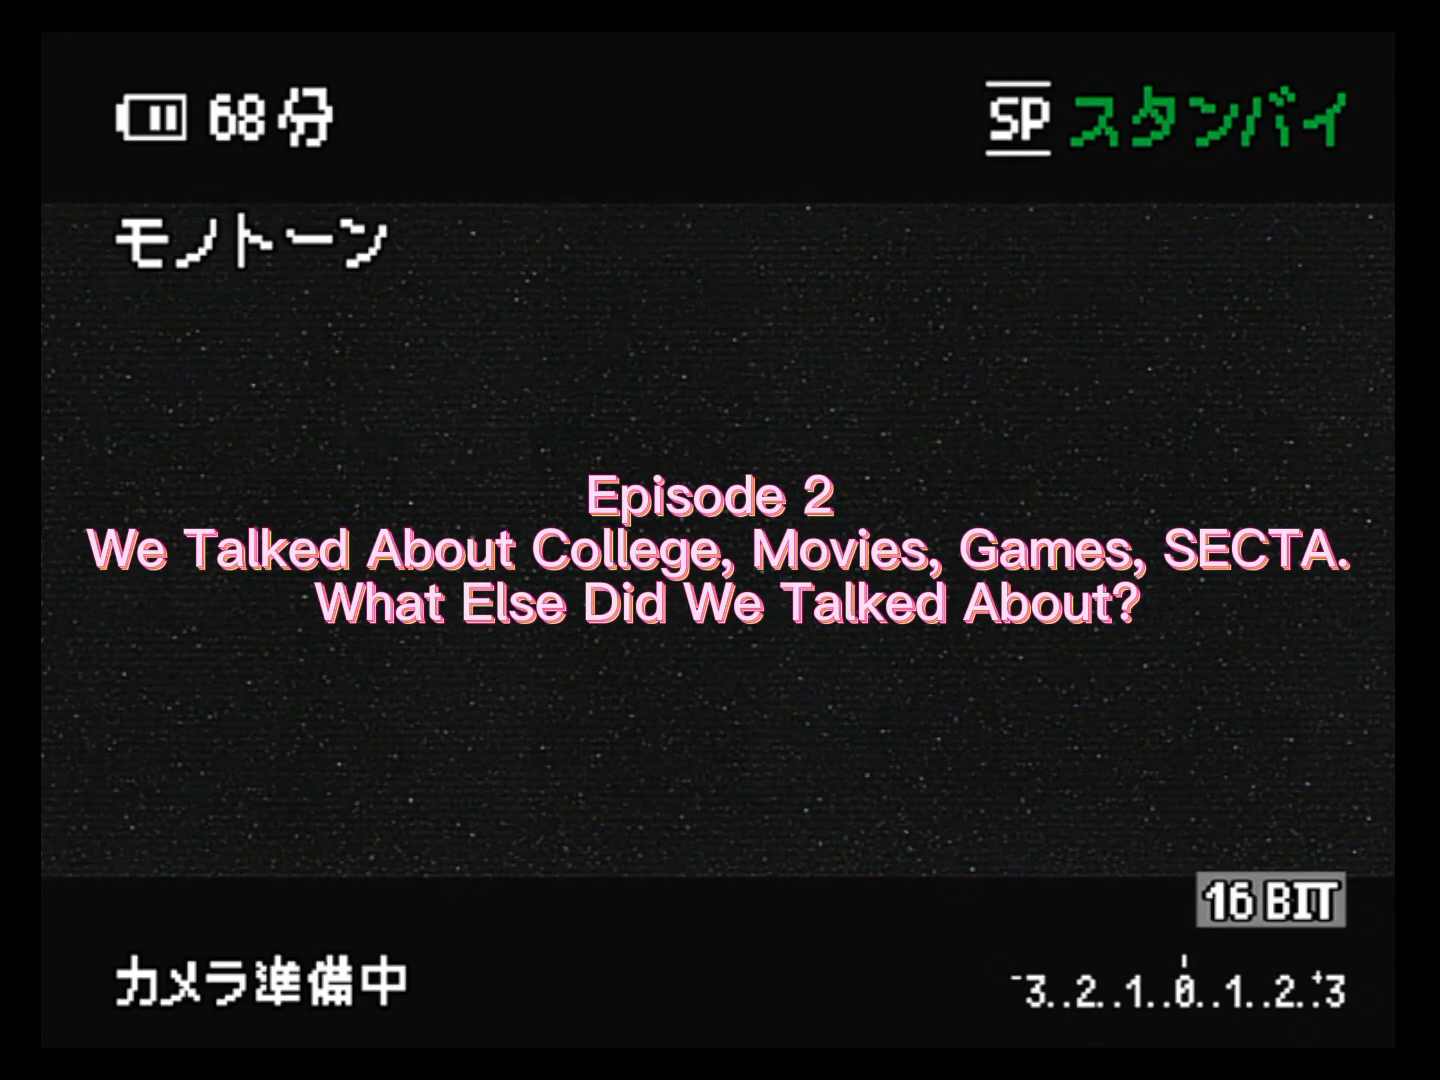 68分
SP スタンバイ
モノトーン
Episode 2
We Talked About College, Movies, Games, SECTA.
What Else Did We Talked About?
16 BIT
カメラ準備中
-3..2..1..0..1..2..+3